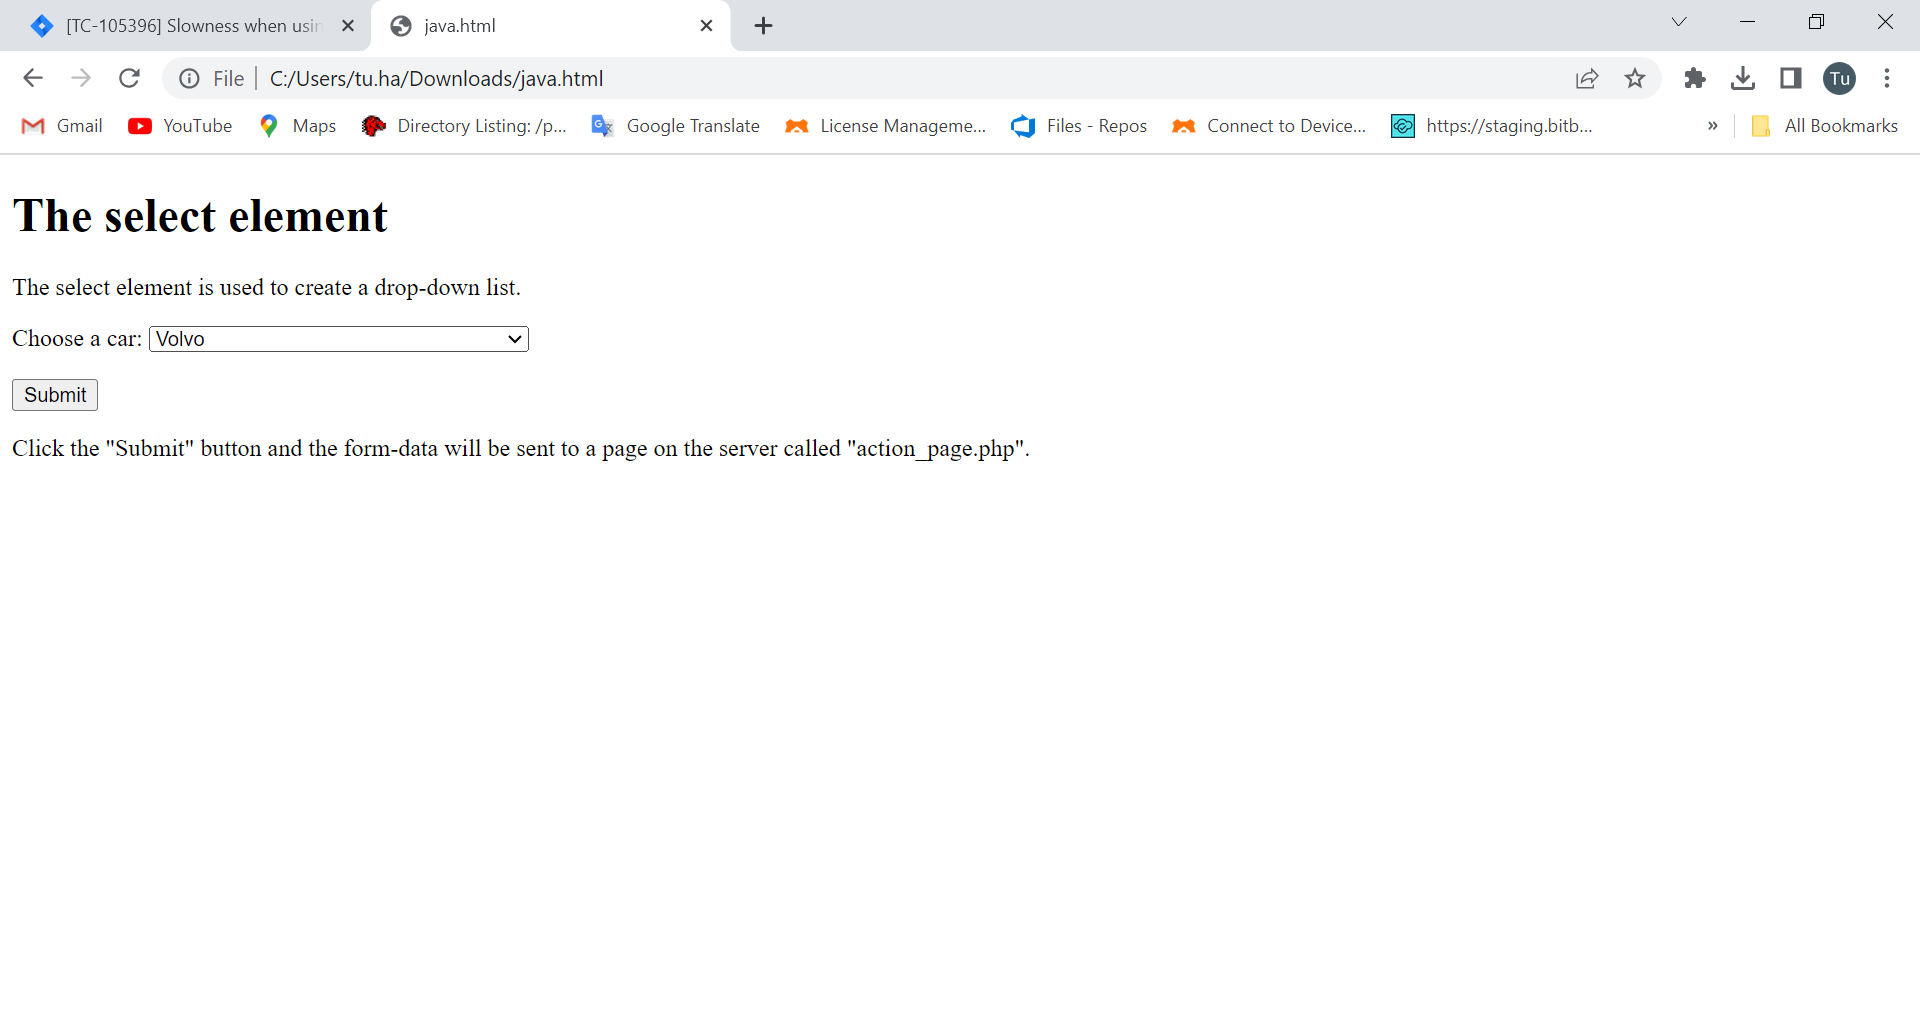 [TC-105396] Slowness when usin
java.html
File
C:/Users/tu.ha/Downloads/java.html
Tu
Gmail
YouTube
Maps
Directory Listing: /p...
Google Translate
License Manageme...
Files - Repos
Connect to Device...
https://staging.bitb...
»
All Bookmarks
The select element
The select element is used to create a drop-down list.
Choose a car: Volvo
Submit
Click the "Submit" button and the form-data will be sent to a page on the server called "action_page.php".